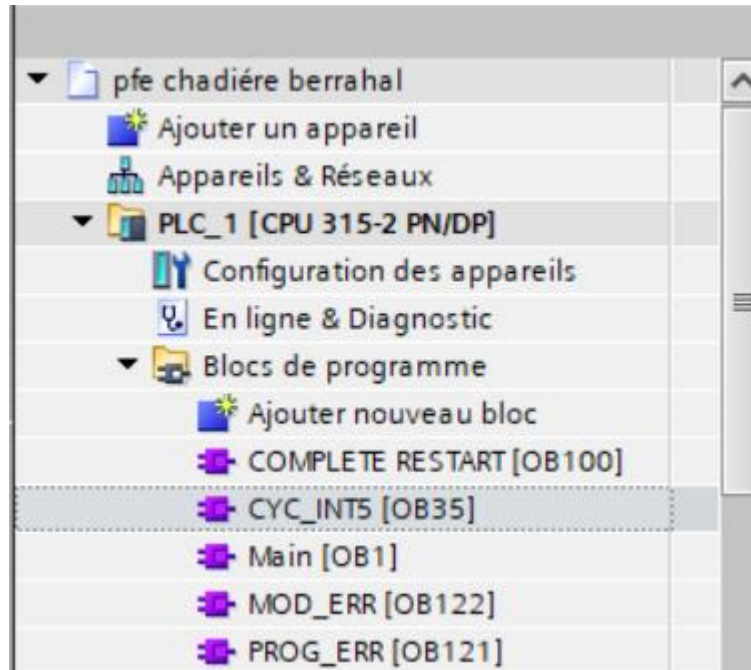 pfe chadiére berrahal
Ajouter un appareil
Appareils & Réseaux
PLC_1 [CPU 315-2 PN/DP]
Configuration des appareils
En ligne & Diagnostic
Blocs de programme
Ajouter nouveau bloc
COMPLETE RESTART [OB100]
CYC_INT5 [OB35]
Main [OB1]
MOD_ERR [OB122]
PROG_ERR [OB121]